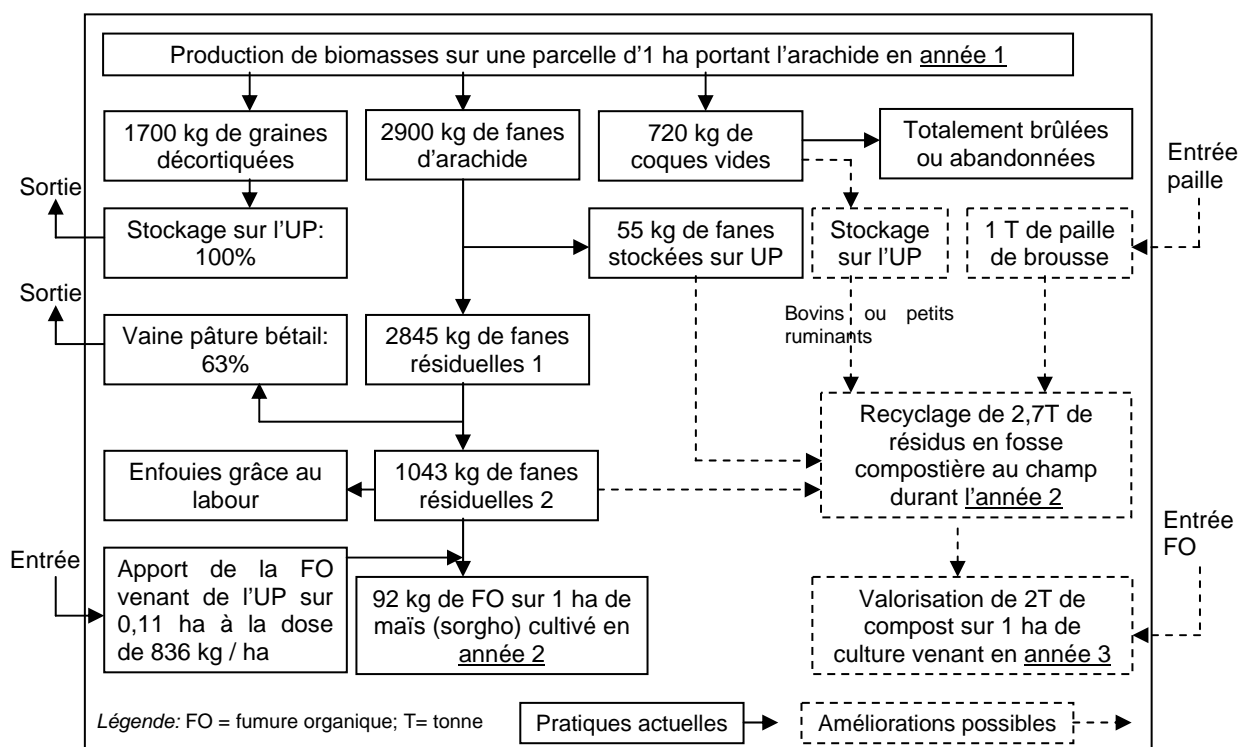 Production de biomasses sur une parcelle d'1 ha portant l'arachide en année 1
1700 kg de graines
décortiquées
2900 kg de fanes
d'arachide
720 kg de
coques vides
Totalement brûlées
ou abandonnées
Entrée
paille
Sortie
Stockage sur l'UP:
100%
55 kg de fanes
stockées sur UP
Stockage
sur l'UP
1 T de paille
de brousse
Sortie
Vaine pâture bétail:
63%
2845 kg de fanes
résiduelles 1
Bovins ou petits
ruminants
Enfouies grâce au
labour
1043 kg de fanes
résiduelles 2
Recyclage de 2,7T de
résidus en fosse
compostière au champ
durant l'année 2
Entrée
FO
Entrée
Apport de la FO
venant de l'UP sur
0,11 ha à la dose
de 836 kg / ha
92 kg de FO sur 1 ha de
maïs (sorgho) cultivé en
année 2
Valorisation de 2T de
compost sur 1 ha de
culture venant en année 3
Légende: FO = fumure organique; T= tonne
Pratiques actuelles
Améliorations possibles